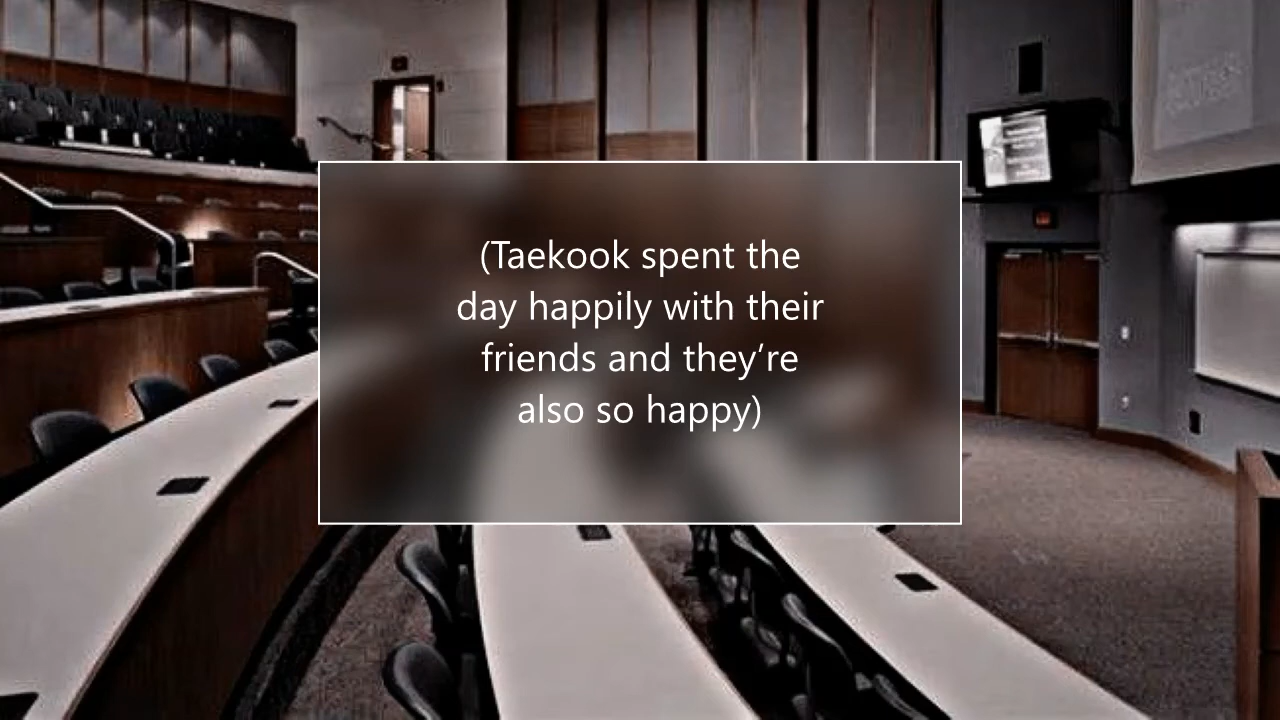 (Taekook spent the
day happily with their
friends and they’re
also so happy)